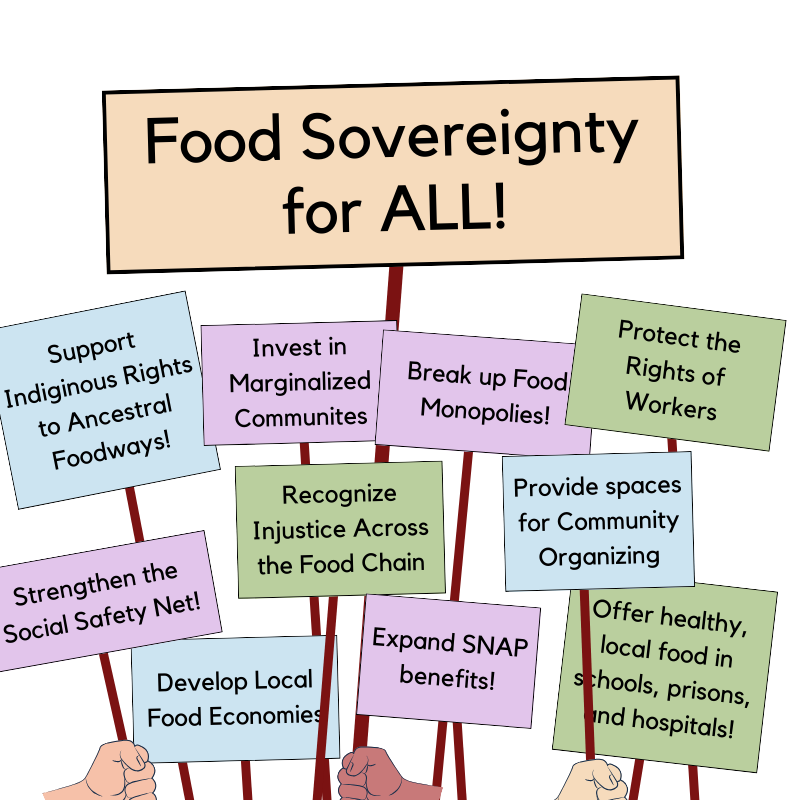 Food Sovereignty
for ALL!
Support
Indiginous Rights
to Ancestral
Foodways!
Invest in
Marginalized
Communites
Break up Food
Monopolies!
Protect the
Rights of
Workers
Recognize
Injustice Across
the Food Chain
Provide spaces
for Community
Organizing
Strengthen the
Social Safety Net!
Develop Local
Food Economies
Expand SNAP
benefits!
Offer healthy,
local food in
schools, prisons,
and hospitals!